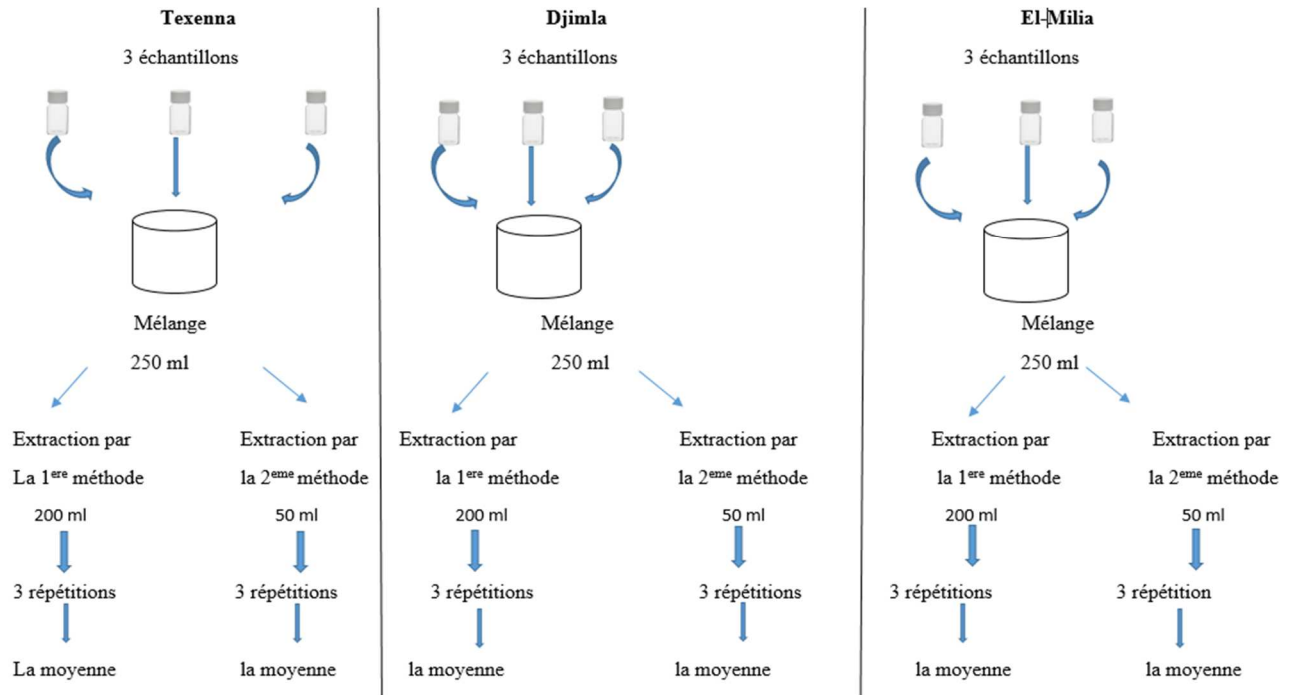 Texenna
3 échantillons
Mélange
250 ml
Extraction par
La 1ere méthode
200 ml
3 répétitions
La moyenne
Extraction par
la 2eme méthode
50 ml
3 répétitions
la moyenne
Djimla
3 échantillons
Mélange
250 ml
Extraction par
la 1ere méthode
200 ml
3 répétitions
la moyenne
Extraction par
la 2eme méthode
50 ml
3 répétitions
la moyenne
El-Milia
3 échantillons
Mélange
250 ml
Extraction par
la 1ere méthode
200 ml
3 répétitions
la moyenne
Extraction par
la 2eme méthode
50 ml
3 répétition
la moyenne